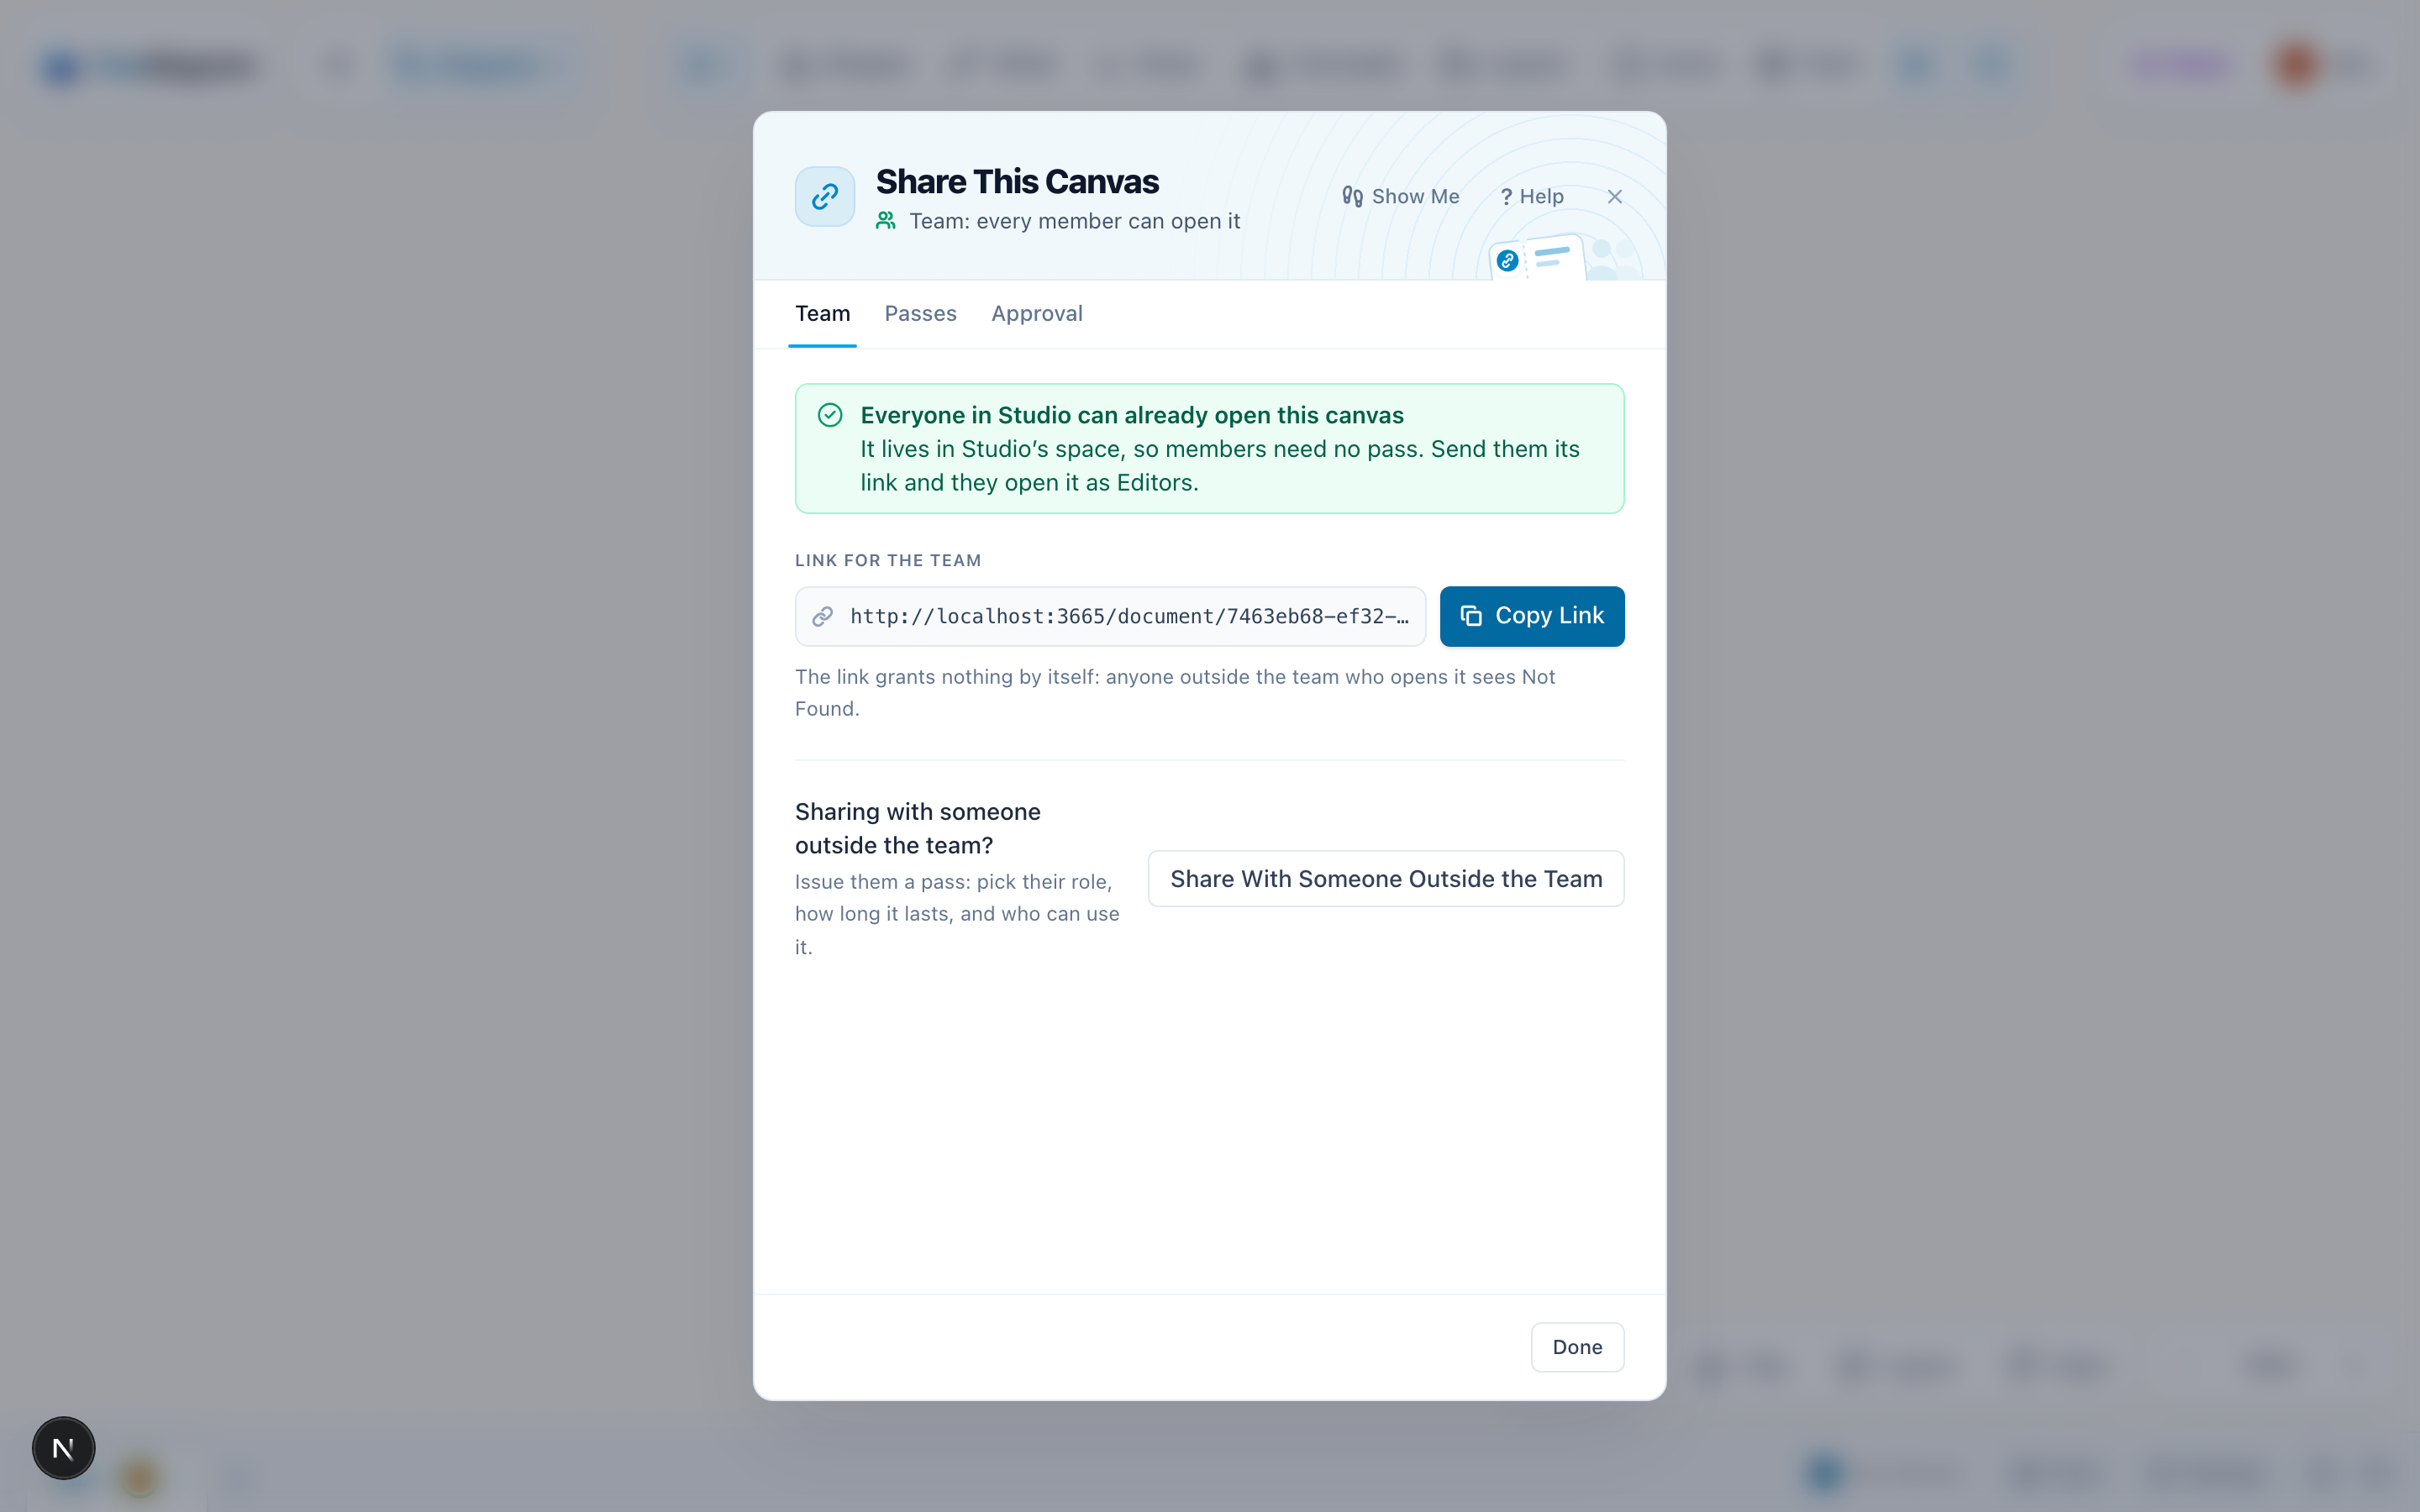 Share This Canvas
Team: every member can open it
Show Me
? Help
Team
Passes
Approval
Everyone in Studio can already open this canvas
It lives in Studio’s space, so members need no pass. Send them its
link and they open it as Editors.
LINK FOR THE TEAM
http://localhost:3665/document/7463eb68-ef32-…
Copy Link
The link grants nothing by itself: anyone outside the team who opens it sees Not
Found.
Sharing with someone
outside the team?
Issue them a pass: pick their role,
how long it lasts, and who can use
it.
Share With Someone Outside the Team
Done
N